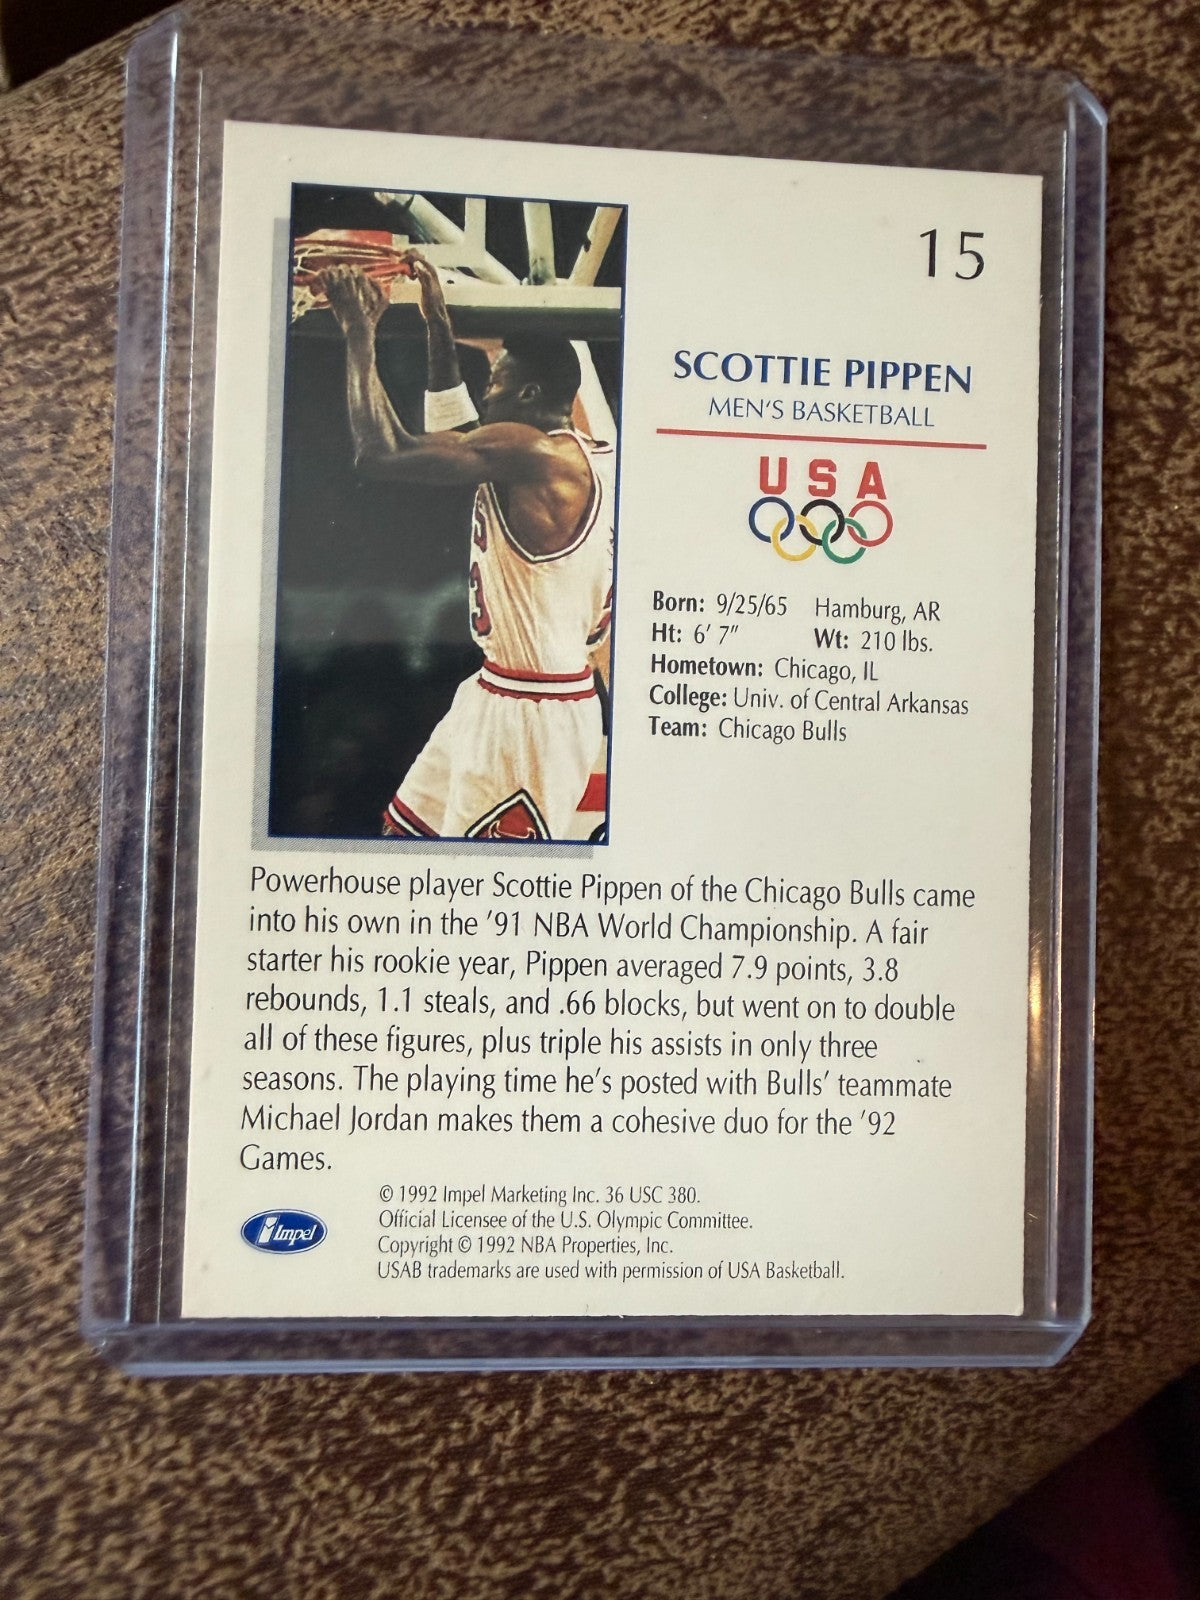 15
SCOTTIE PIPPEN
MEN'S BASKETBALL
USA
Born: 9/25/65 Hamburg, AR
Ht: 6' 7" Wt: 210 lbs.
Hometown: Chicago, IL
College: Univ. of Central Arkansas
Team: Chicago Bulls
33
Powerhouse player Scottie Pippen of the Chicago Bulls came
into his own in the '91 NBA World Championship. A fair
starter his rookie year, Pippen averaged 7.9 points, 3.8
rebounds, 1.1 steals, and .66 blocks, but went on to double
all of these figures, plus triple his assists in only three
seasons. The playing time he's posted with Bulls' teammate
Michael Jordan makes them a cohesive duo for the '92
Games.
Impel
© 1992 Impel Marketing Inc. 36 USC 380.
Official Licensee of the U.S. Olympic Committee.
Copyright © 1992 NBA Properties, Inc.
USAB trademarks are used with permission of USA Basketball.